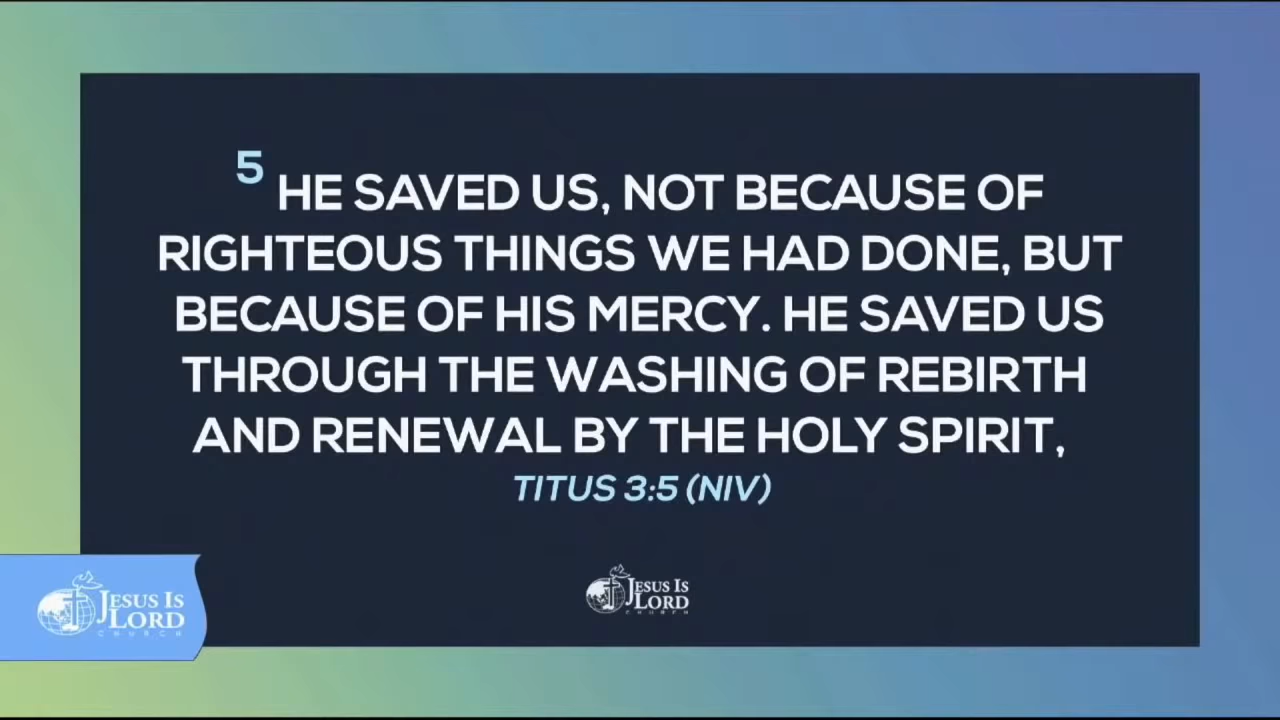 5 HE SAVED US, NOT BECAUSE OF
RIGHTEOUS THINGS WE HAD DONE, BUT
BECAUSE OF HIS MERCY. HE SAVED US
THROUGH THE WASHING OF REBIRTH
AND RENEWAL BY THE HOLY SPIRIT,
TITUS 3:5 (NIV)
JESUS IS
LORD
CHURCH
JESUS IS
LORD
CHURCH